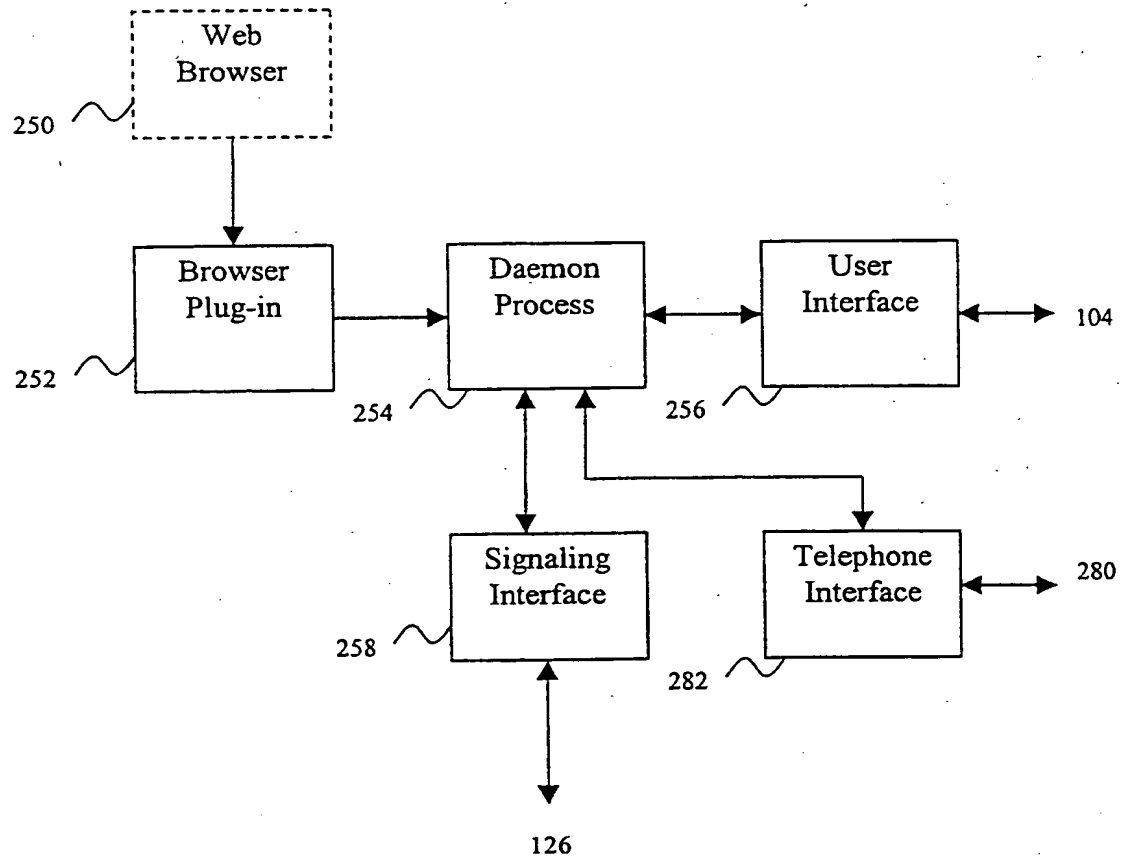 Web
Browser
250
Browser
Plug-in
252
Daemon
Process
254
User
Interface
256
104
Signaling
Interface
258
Telephone
Interface
282
280
126